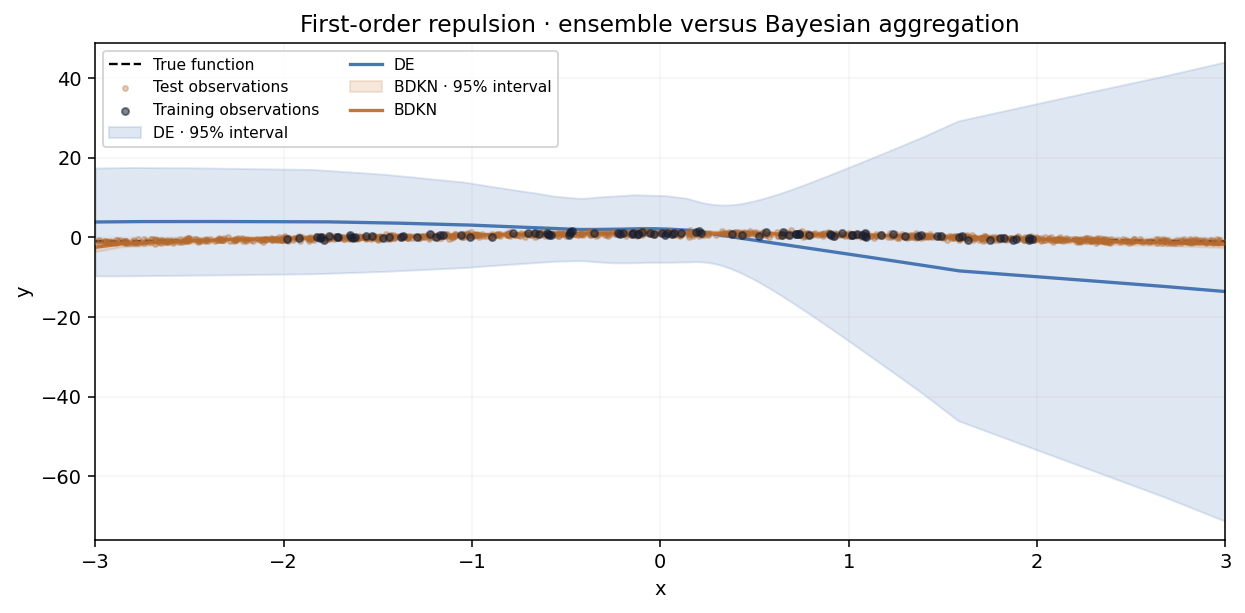 First-order repulsion · ensemble versus Bayesian aggregation
True function
Test observations
Training observations
DE · 95% interval
DE
BDKN · 95% interval
BDKN
40
20
0
−20
−40
−60
y
−3
−2
−1
0
1
2
3
x